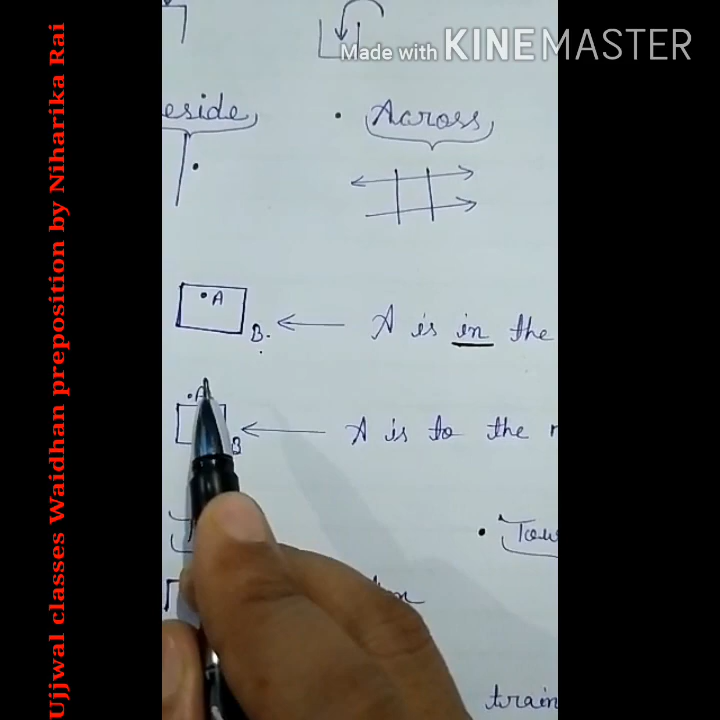 Made with KINEMASTER
eside • Across
A
B. ← A is in the
A
B ← A is to the
• Tow
train
Ujjwal classes Waidhan preposition by Niharika Rai